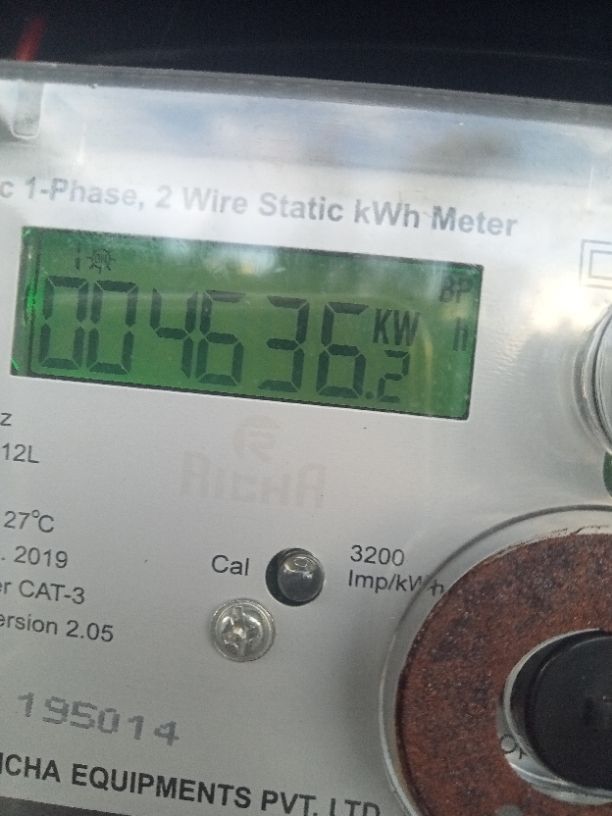 c 1-Phase, 2 Wire Static kWh Meter
BP
004636.2 KW h
z
12L
RICHA
27°C
. 2019
er CAT-3
ersion 2.05
Cal
3200
Imp/kWh
195014
ICHA EQUIPMENTS PVT. LTD